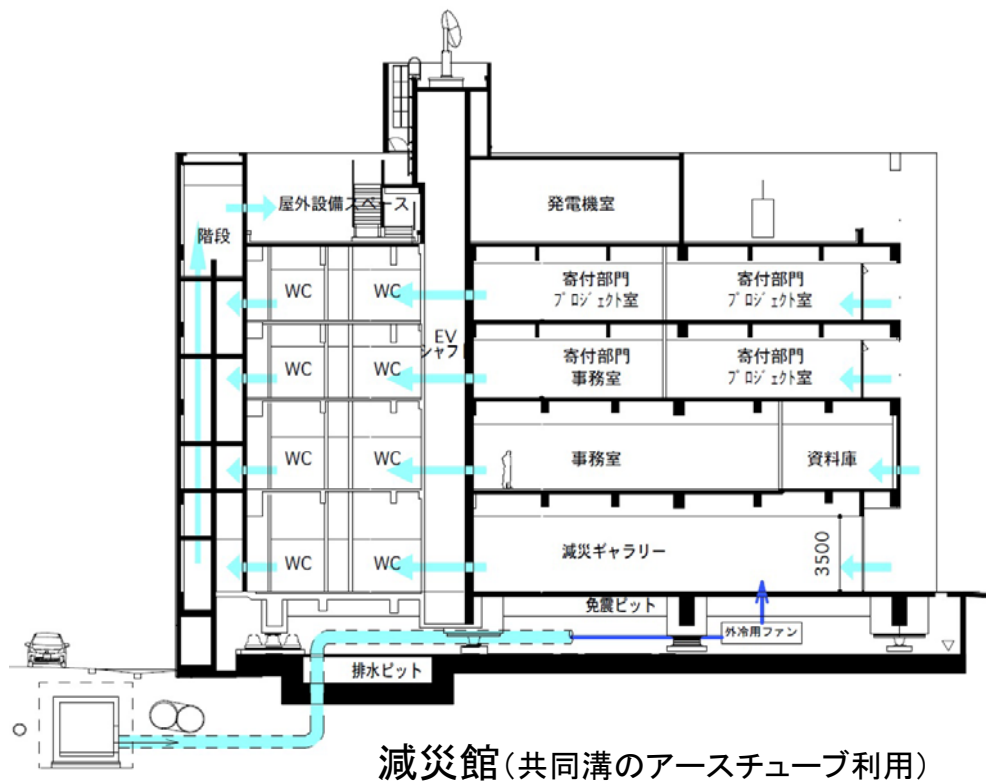 屋外設備スペース
発電機室
階段
WC
WC
寄付部門
プロジェクト室
寄付部門
プロジェクト室
EV
シャフト
WC
WC
寄付部門
事務室
寄付部門
プロジェクト室
WC
WC
事務室
資料庫
WC
WC
減災ギャラリー
3500
免震ピット
外冷用ファン
排水ピット
減災館(共同溝のアースチューブ利用)